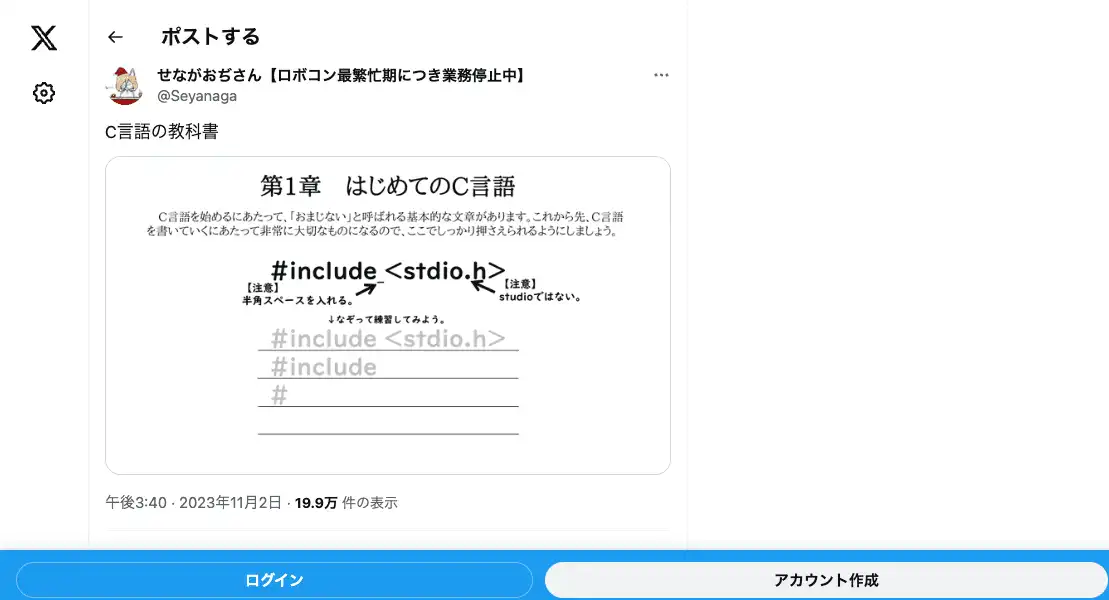 ポストする
せながおぢさん【ロボコン最繁忙期につき業務停止中】
@Seyanaga
C言語の教科書
第1章　はじめてのC言語
C言語を始めるにあたって、「おまじない」と呼ばれる基本的な文章があります。これから先、C言語
を書いていくにあたって非常に大切なものになるので、ここでしっかり押さえられるようにしましょう。
#include_<stdio.h>
【注意】
半角スペースを入れる。
【注意】
studioではない。
↓なぞって練習してみよう。
#include <stdio.h>
#include
#
午後3:40 · 2023年11月2日 · 19.9万 件の表示
ログイン
アカウント作成